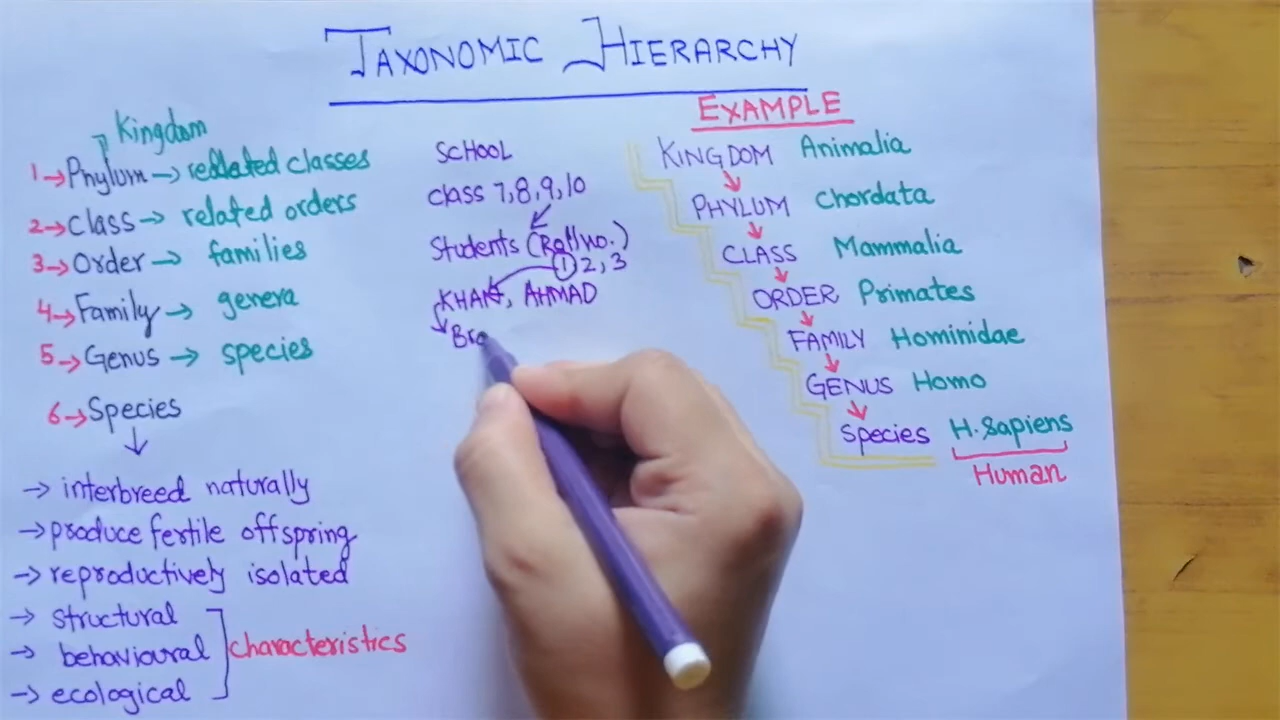 TAXONOMIC HIERARCHY
Kingdom
1→ Phylum → related classes
2→ Class → related orders
3→ Order → families
4→ Family → genera
5→ Genus → species
6→ Species
→ interbreed naturally
→ produce fertile offspring
→ reproductively isolated
→ structural
→ behavioural
→ ecological
characteristics
SCHOOL
class 7,8,9,10
Students (Roll no.)
1 2, 3
KHAN, AHMAD
EXAMPLE
KINGDOM Animalia
PHYLUM Chordata
CLASS Mammalia
ORDER Primates
FAMILY Hominidae
GENUS Homo
Species H. Sapiens
Human